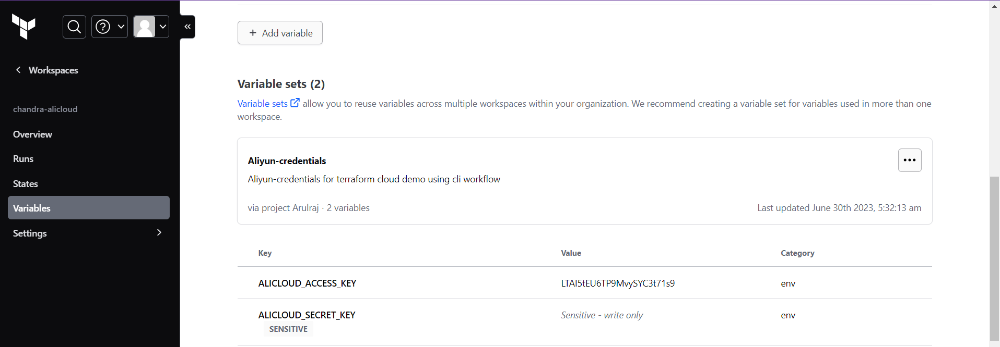 Workspaces
chandra-alicloud
Overview
Runs
States
Variables
Settings
+ Add variable
Variable sets (2)
Variable sets allow you to reuse variables across multiple workspaces within your organization. We recommend creating a variable set for variables used in more than one
workspace.
Aliyun-credentials
Aliyun-credentials for terraform cloud demo using cli workflow
via project Arulraj · 2 variables Last updated June 30th 2023, 5:32:13 am
Key Value Category
ALICLOUD_ACCESS_KEY LTAI5tEU6TP9MvySYC3t71s9 env
ALICLOUD_SECRET_KEY Sensitive - write only env
SENSITIVE